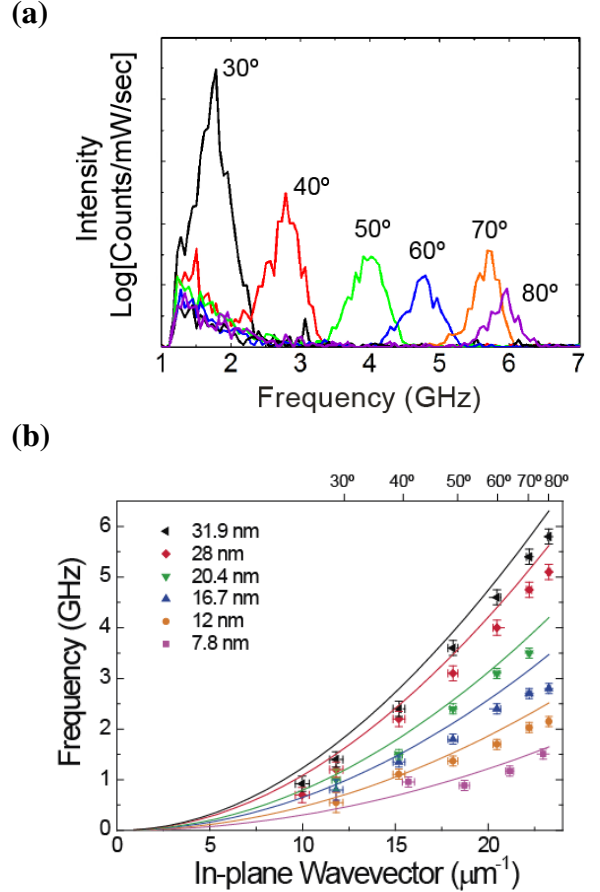 (a)
30º
40º
50º
60º
70º
80º
Intensity
Log[Counts/mW/sec]
1 2 3 4 5 6 7
Frequency (GHz)
(b)
30º 40º 50º 60º 70º 80º
31.9 nm
28 nm
20.4 nm
16.7 nm
12 nm
7.8 nm
6
5
4
3
2
1
0
Frequency (GHz)
0 5 10 15 20
In-plane Wavevector (μm⁻¹)